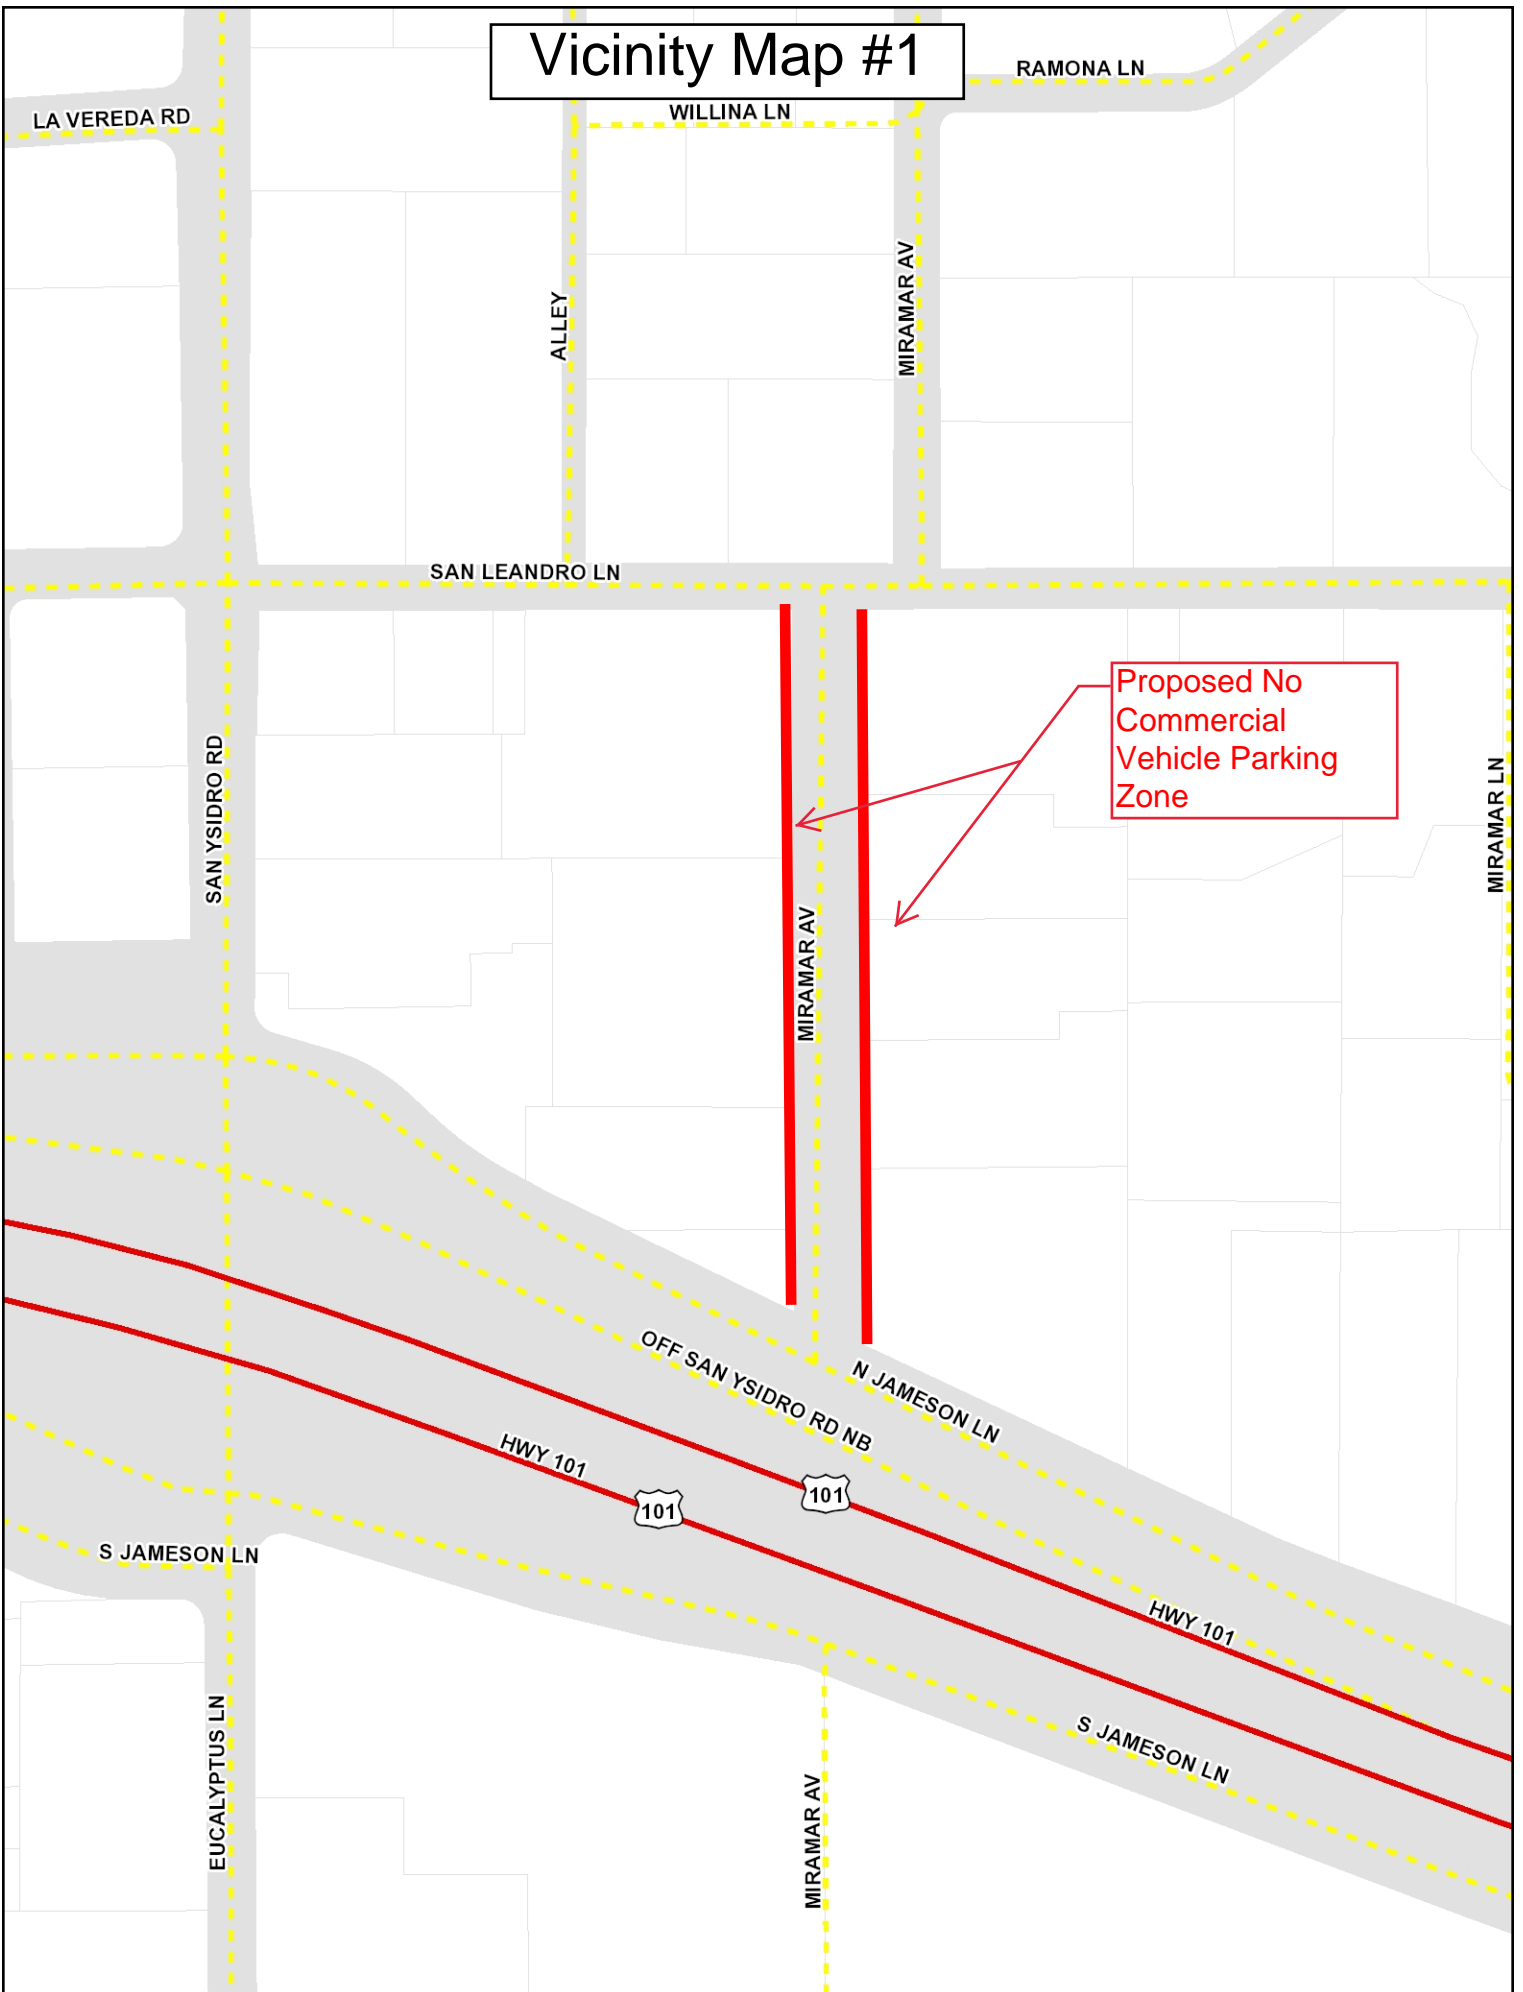 Vicinity Map #1
RAMONA LN
LA VEREDA RD
WILLINA LN
MIRAMAR AV
ALLEY
SAN LEANDRO LN
Proposed No
Commercial
Vehicle Parking
Zone
SAN YSIDRO RD
MIRAMAR LN
MIRAMAR AV
OFF SAN YSIDRO RD NB
N JAMESON LN
HWY 101
101
101
S JAMESON LN
HWY 101
EUCALYPTUS LN
S JAMESON LN
MIRAMAR AV